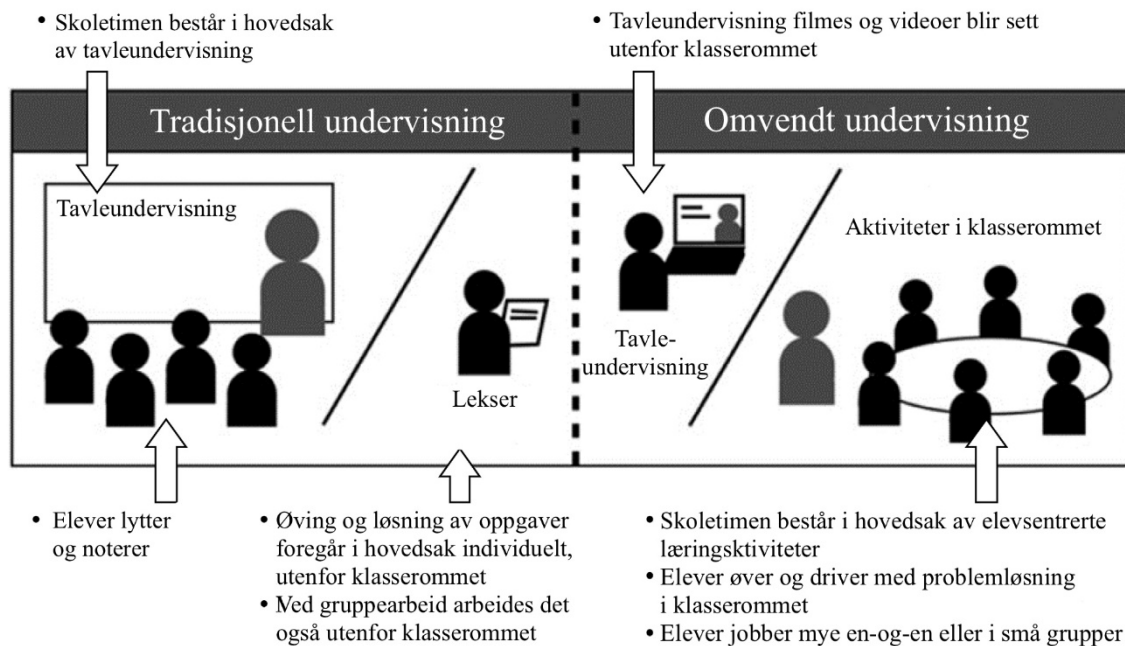 • Skoletimen består i hovedsak
av tavleundervisning
• Tavleundervisning filmes og videoer blir sett
utenfor klasserommet
Tradisjonell undervisning
Omvendt undervisning
Tavleundervisning
Lekser
Tavle-
undervisning
Aktiviteter i klasserommet
• Elever lytter
og noterer
• Øving og løsning av oppgaver
foregår i hovedsak individuelt,
utenfor klasserommet
• Ved gruppearbeid arbeides det
også utenfor klasserommet
• Skoletimen består i hovedsak av elevsentrerte
læringsktiviteter
• Elever øver og driver med problemløsning
i klasserommet
• Elever jobber mye en-og-en eller i små grupper